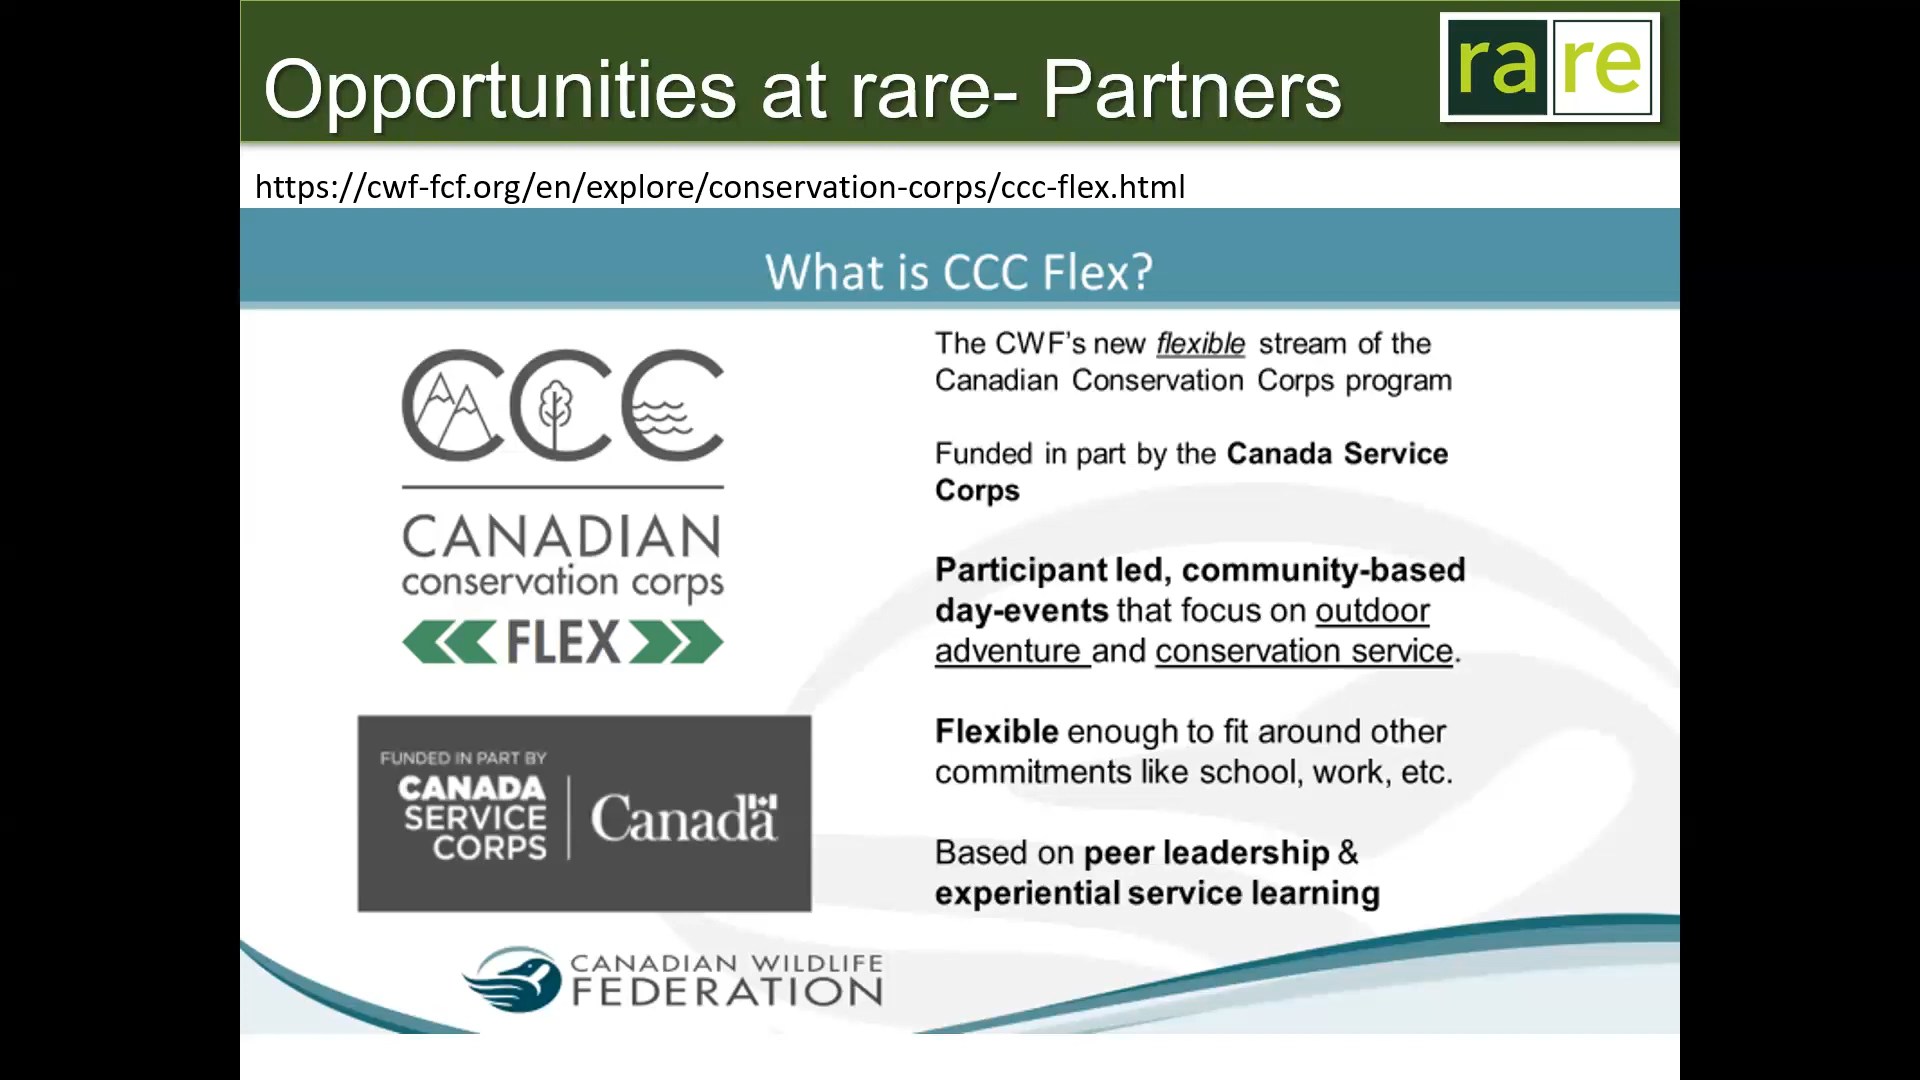 Opportunities at rare- Partners
rare
https://cwf-fcf.org/en/explore/conservation-corps/ccc-flex.html
What is CCC Flex?
CCC
CANADIAN
conservation corps
FLEX
FUNDED IN PART BY
CANADA
SERVICE
CORPS
Canada
CANADIAN WILDLIFE
FEDERATION
The CWF's new flexible stream of the
Canadian Conservation Corps program
Funded in part by the Canada Service
Corps
Participant led, community-based
day-events that focus on outdoor
adventure and conservation service.
Flexible enough to fit around other
commitments like school, work, etc.
Based on peer leadership &
experiential service learning